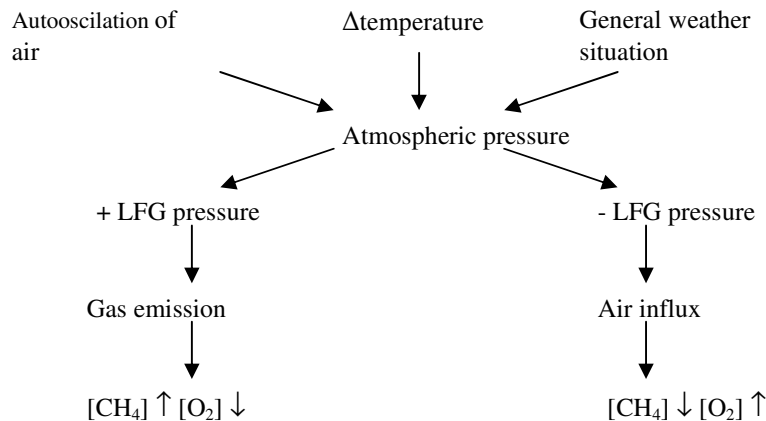 Autooscilation of
air
Δtemperature
General weather
situation
Atmospheric pressure
+ LFG pressure
- LFG pressure
Gas emission
Air influx
[CH₄] ↑ [O₂] ↓
[CH₄] ↓ [O₂] ↑